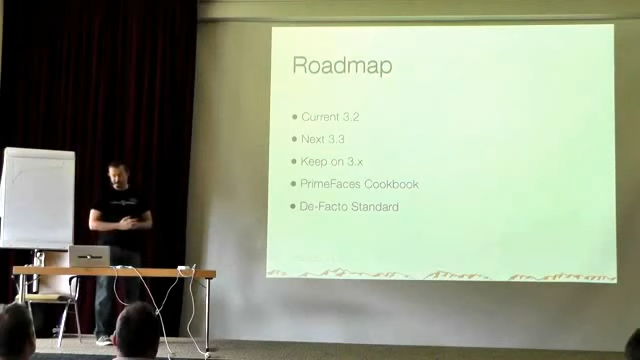 Roadmap
Current 3.2
Next 3.3
Keep on 3.x
PrimeFaces Cookbook
De-Facto Standard